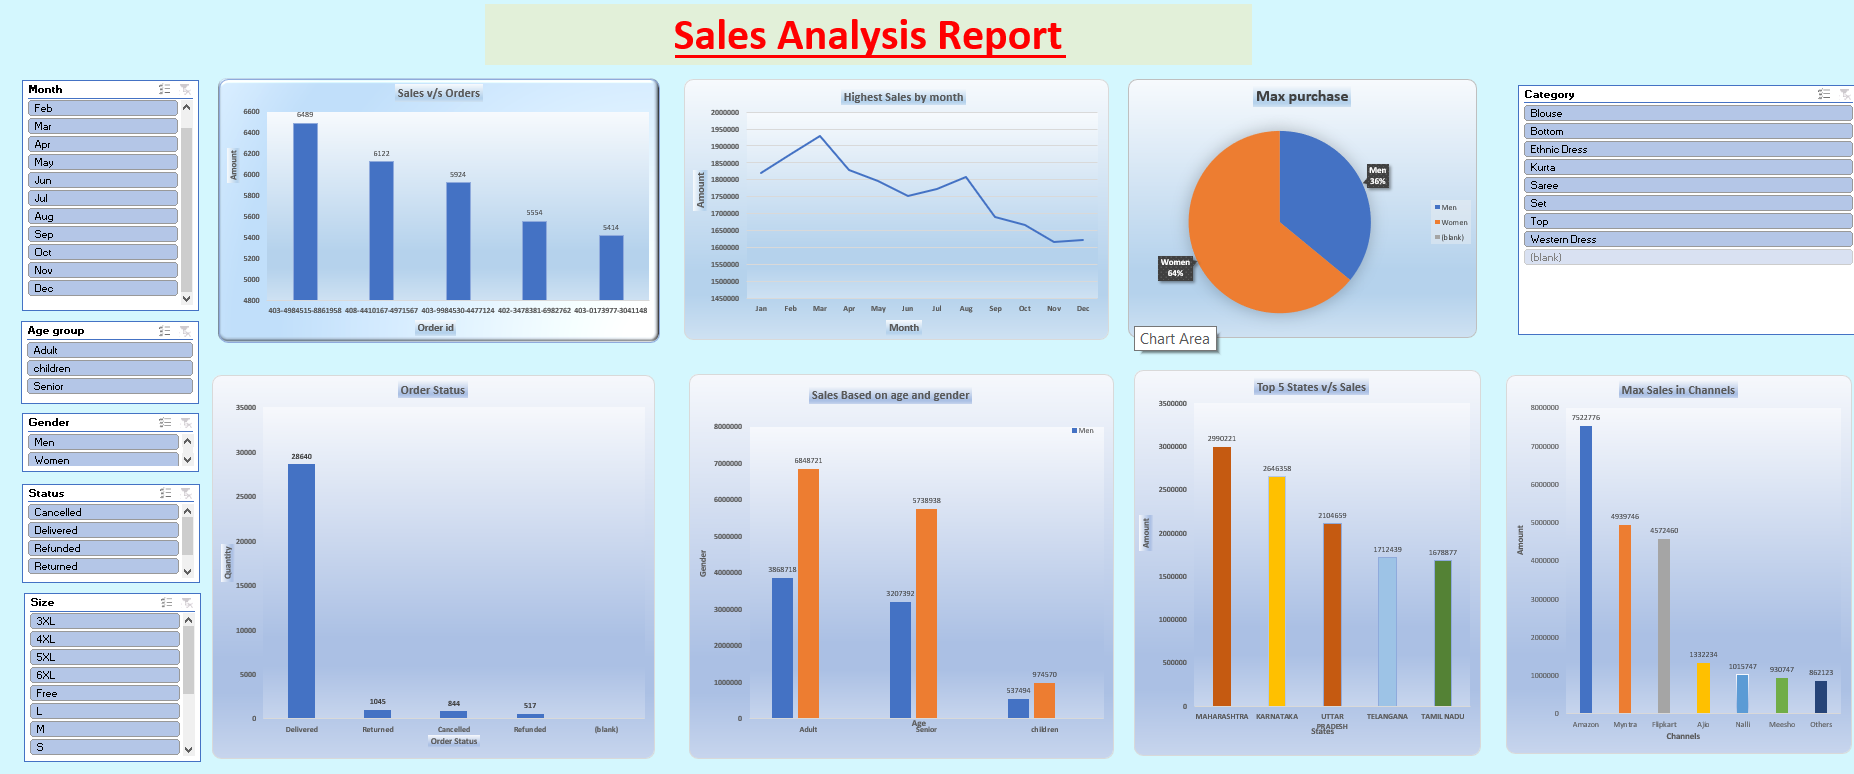 Sales Analysis Report
Month
Feb
Mar
Apr
May
Jun
Jul
Aug
Sep
Oct
Nov
Dec
Age group
Adult
children
Senior
Gender
Men
Women
Status
Cancelled
Delivered
Refunded
Returned
Size
3XL
4XL
5XL
6XL
Free
L
M
S
Sales v/s Orders
Amount
6600
6400
6200
6000
5800
5600
5400
5200
5000
4800
6489
6122
5924
5554
5414
403-4984515-8861958 408-4410167-4971567 403-9984530-4477124 402-3478381-6982762 403-0173977-3041148
Order id
Highest Sales by month
Amount
2000000
1950000
1900000
1850000
1800000
1750000
1700000
1650000
1600000
1550000
1500000
1450000
Jan Feb Mar Apr May Jun Jul Aug Sep Oct Nov Dec
Month
Max purchase
Men
36%
Women
64%
Men
Women
(blank)
Chart Area
Category
Blouse
Bottom
Ethnic Dress
Kurta
Saree
Set
Top
Western Dress
(blank)
Order Status
Quantity
35000
30000
25000
20000
15000
10000
5000
0
28640
1045
844
517
Delivered Returned Cancelled Refunded (blank)
Order Status
Sales Based on age and gender
Gender
8000000
7000000
6000000
5000000
4000000
3000000
2000000
1000000
0
Men
3868718
6848721
3207392
5738938
537494
974570
Adult Senior children
Age
Top 5 States v/s Sales
Amount
3500000
3000000
2500000
2000000
1500000
1000000
500000
0
2990221
2646358
2104659
1712439
1678877
MAHARASHTRA KARNATAKA UTTAR PRADESH TELANGANA TAMIL NADU
States
Max Sales in Channels
Amount
8000000
7000000
6000000
5000000
4000000
3000000
2000000
1000000
0
7522776
4939746
4572460
1332234
1015747
930747
862123
Amazon Myntra Flipkart Ajio Nalli Meesho Others
Channels